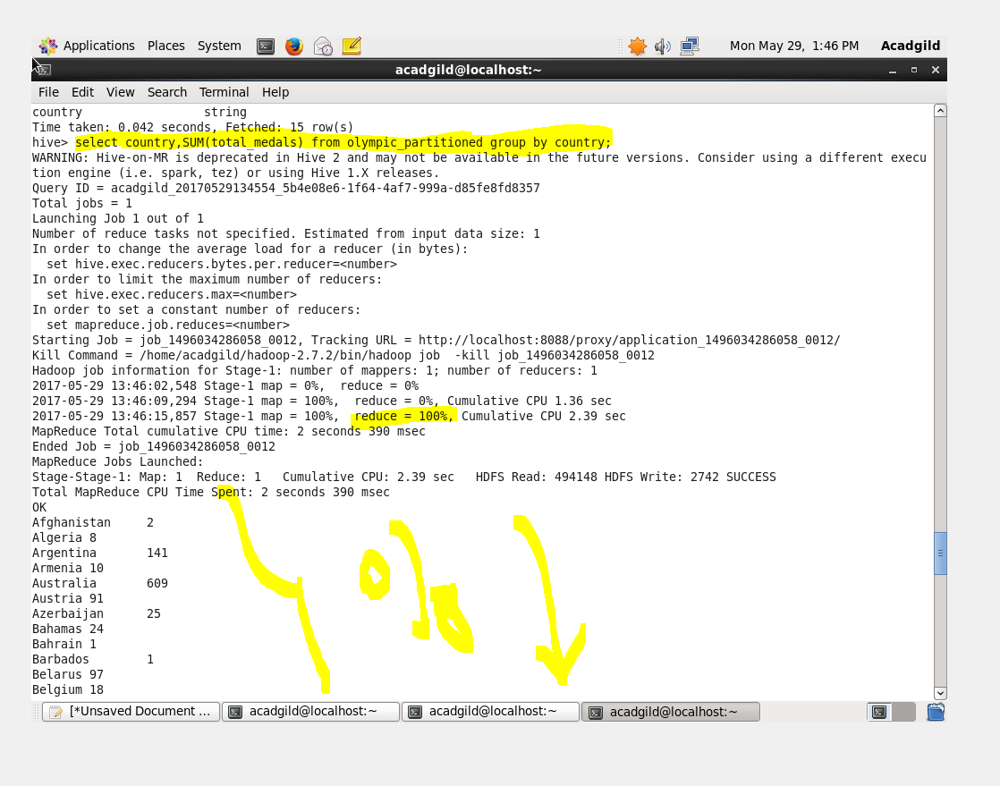 Applications Places System Mon May 29, 1:46 PM Acadgild
acadgild@localhost:~
File Edit View Search Terminal Help
country                 string
Time taken: 0.042 seconds, Fetched: 15 row(s)
hive> select country,SUM(total_medals) from olympic_partitioned group by country;
WARNING: Hive-on-MR is deprecated in Hive 2 and may not be available in the future versions. Consider using a different execu
tion engine (i.e. spark, tez) or using Hive 1.X releases.
Query ID = acadgild_20170529134554_5b4e08e6-1f64-4af7-999a-d85fe8fd8357
Total jobs = 1
Launching Job 1 out of 1
Number of reduce tasks not specified. Estimated from input data size: 1
In order to change the average load for a reducer (in bytes):
  set hive.exec.reducers.bytes.per.reducer=<number>
In order to limit the maximum number of reducers:
  set hive.exec.reducers.max=<number>
In order to set a constant number of reducers:
  set mapreduce.job.reduces=<number>
Starting Job = job_1496034286058_0012, Tracking URL = http://localhost:8088/proxy/application_1496034286058_0012/
Kill Command = /home/acadgild/hadoop-2.7.2/bin/hadoop job  -kill job_1496034286058_0012
Hadoop job information for Stage-1: number of mappers: 1; number of reducers: 1
2017-05-29 13:46:02,548 Stage-1 map = 0%,  reduce = 0%
2017-05-29 13:46:09,294 Stage-1 map = 100%,  reduce = 0%, Cumulative CPU 1.36 sec
2017-05-29 13:46:15,857 Stage-1 map = 100%,  reduce = 100%, Cumulative CPU 2.39 sec
MapReduce Total cumulative CPU time: 2 seconds 390 msec
Ended Job = job_1496034286058_0012
MapReduce Jobs Launched:
Stage-Stage-1: Map: 1  Reduce: 1   Cumulative CPU: 2.39 sec   HDFS Read: 494148 HDFS Write: 2742 SUCCESS
Total MapReduce CPU Time Spent: 2 seconds 390 msec
OK
Afghanistan     2
Algeria 8
Argentina       141
Armenia 10
Australia       609
Austria 91
Azerbaijan      25
Bahamas 24
Bahrain 1
Barbados        1
Belarus 97
Belgium 18
[*Unsaved Document ... acadgild@localhost:~ acadgild@localhost:~ acadgild@localhost:~